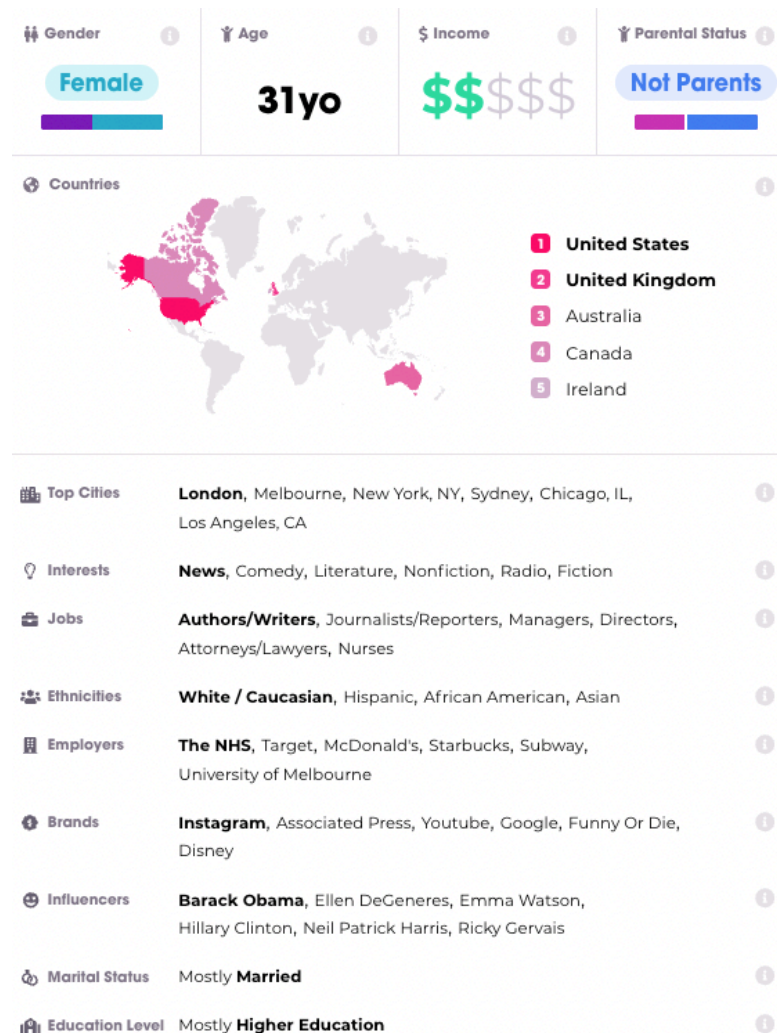 Gender
Age
$ Income
Parental Status
Female
31yo
$$$$$
Not Parents
Countries
1 United States
2 United Kingdom
3 Australia
4 Canada
5 Ireland
Top Cities London, Melbourne, New York, NY, Sydney, Chicago, IL,
Los Angeles, CA
Interests News, Comedy, Literature, Nonfiction, Radio, Fiction
Jobs Authors/Writers, Journalists/Reporters, Managers, Directors,
Attorneys/Lawyers, Nurses
Ethnicities White / Caucasian, Hispanic, African American, Asian
Employers The NHS, Target, McDonald's, Starbucks, Subway,
University of Melbourne
Brands Instagram, Associated Press, Youtube, Google, Funny Or Die,
Disney
Influencers Barack Obama, Ellen DeGeneres, Emma Watson,
Hillary Clinton, Neil Patrick Harris, Ricky Gervais
Marital Status Mostly Married
Education Level Mostly Higher Education